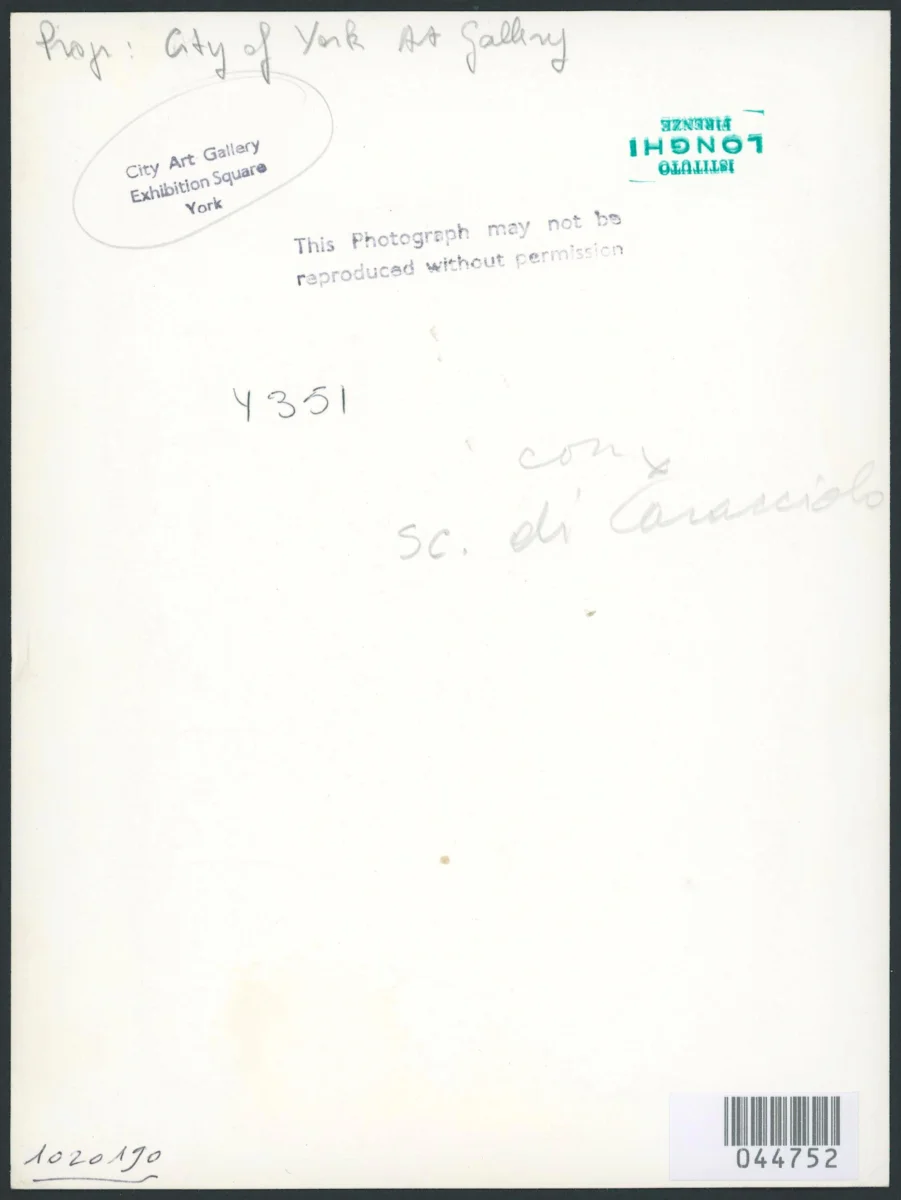 Prop: City of York Art Gallery
City Art Gallery
Exhibition Square
York
ISTITUTO
LONGHI
FIRENZE
This Photograph may not be
reproduced without permission
Y351
con
sc. di Caracciolo
1020190
044752